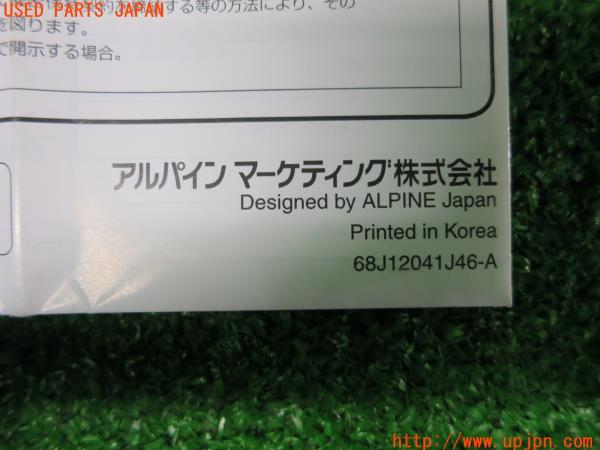 USED PARTS JAPAN
する等の方法により、その
を図ります。
で開示する場合。
アルパイン マーケティング株式会社
Designed by ALPINE Japan
Printed in Korea
68J12041J46-A
http://www.upjpn.com/